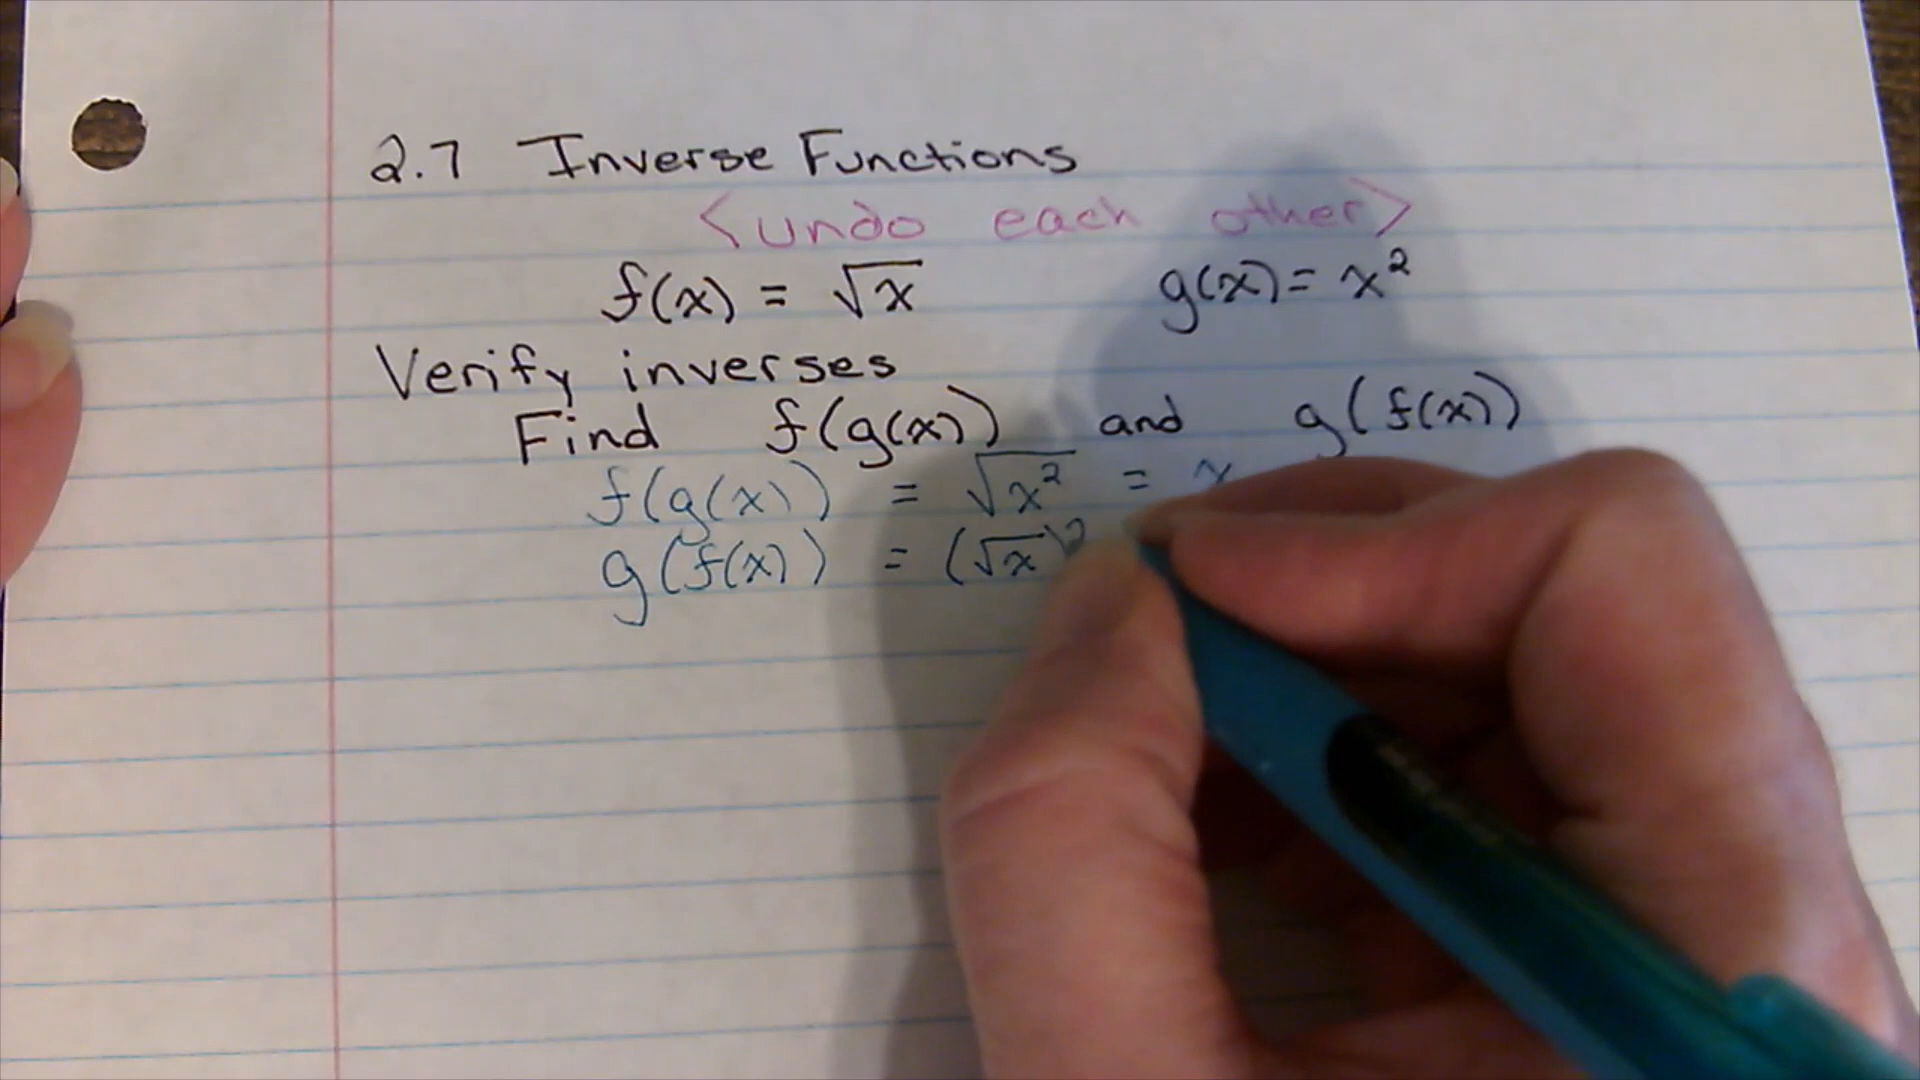 2.7 Inverse Functions
<undo each other>
f(x) = √x g(x) = x²
Verify inverses
Find f(g(x)) and g(f(x))
f(g(x)) = √x² = x
g(f(x)) = (√x)²